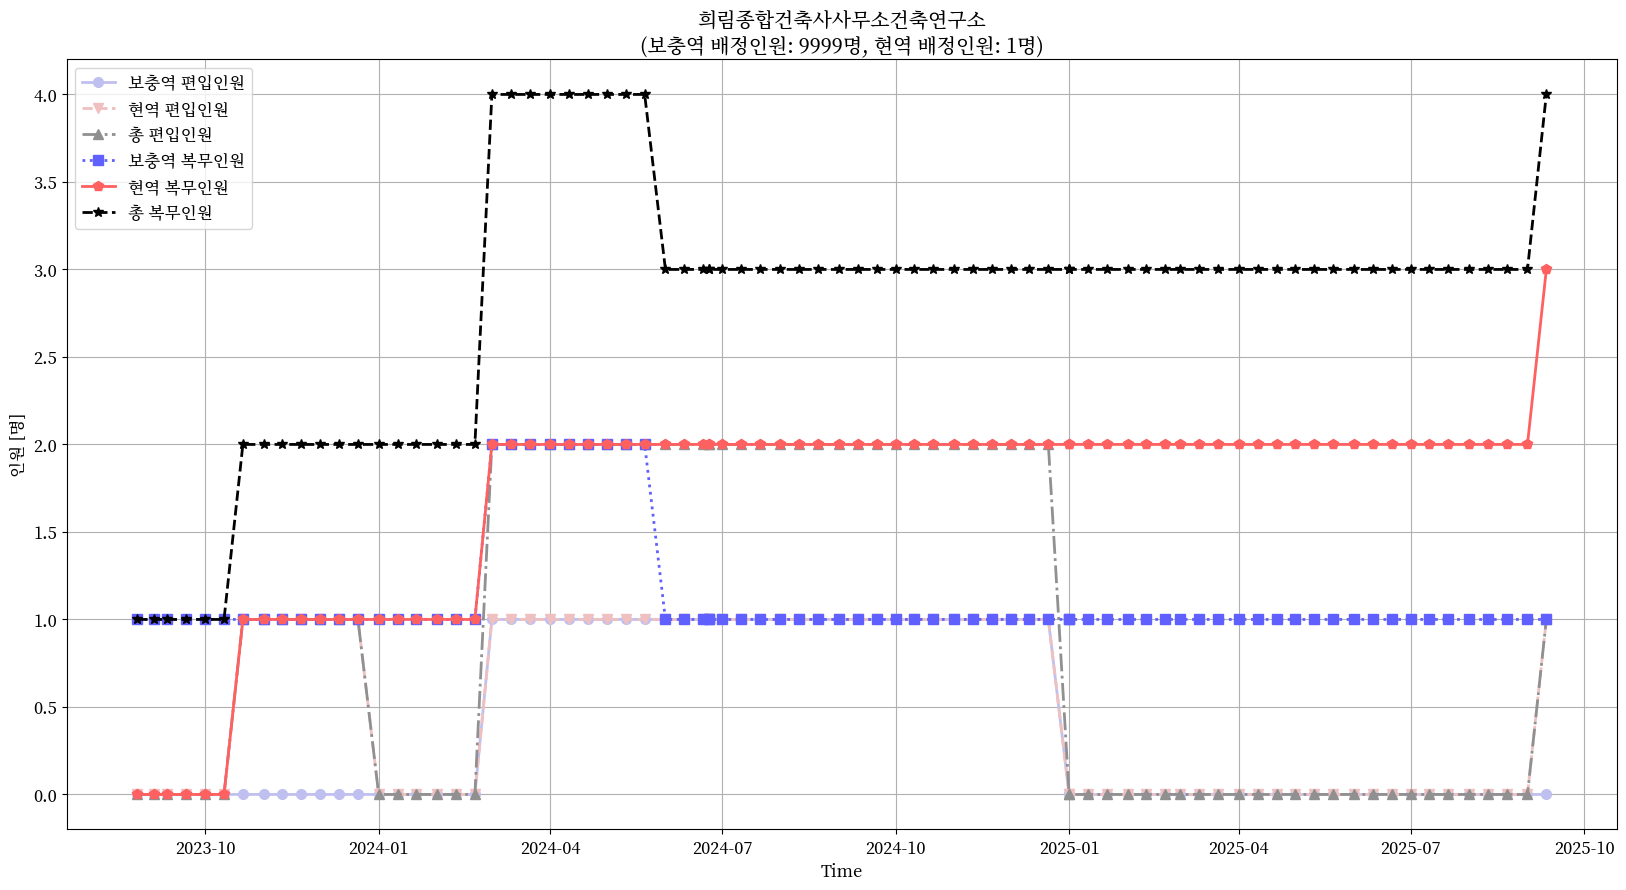 희림종합건축사사무소건축연구소
(보충역 배정인원: 9999명, 현역 배정인원: 1명)
보충역 편입인원
현역 편입인원
총 편입인원
보충역 복무인원
현역 복무인원
총 복무인원
4.0
3.5
3.0
2.5
2.0
1.5
1.0
0.5
0.0
인원 [명]
2023-10
2024-01
2024-04
2024-07
2024-10
2025-01
2025-04
2025-07
2025-10
Time